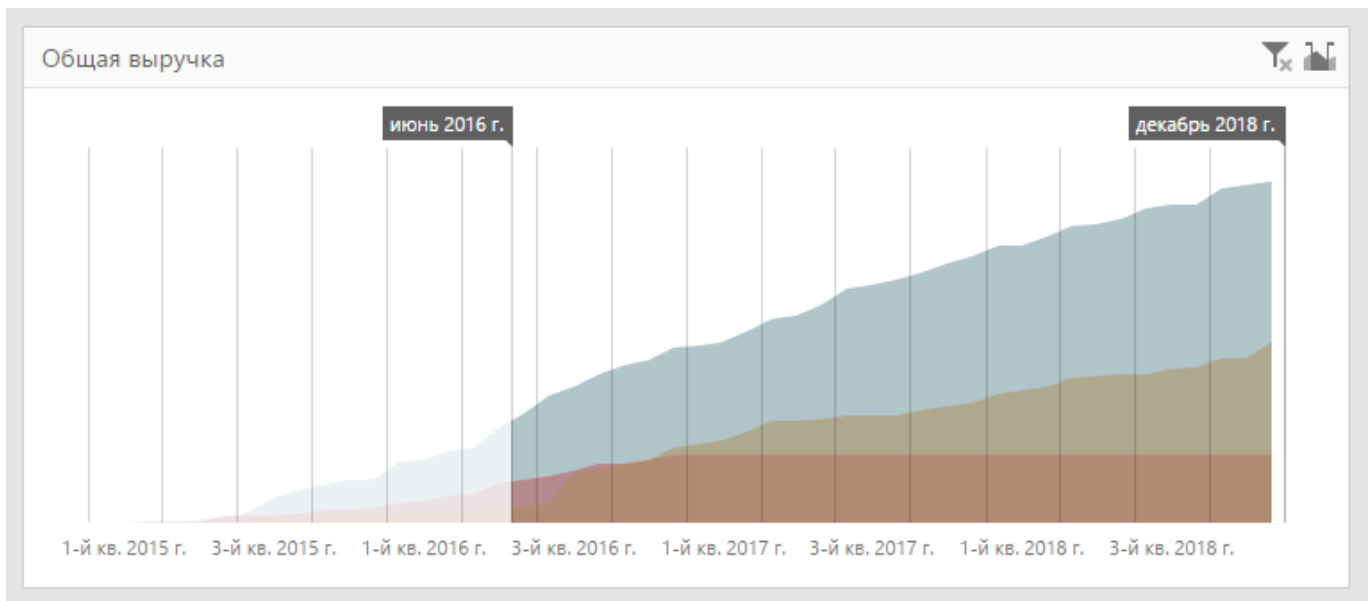 Общая выручка
июнь 2016 г.
декабрь 2018 г.
1-й кв. 2015 г.
3-й кв. 2015 г.
1-й кв. 2016 г.
3-й кв. 2016 г.
1-й кв. 2017 г.
3-й кв. 2017 г.
1-й кв. 2018 г.
3-й кв. 2018 г.